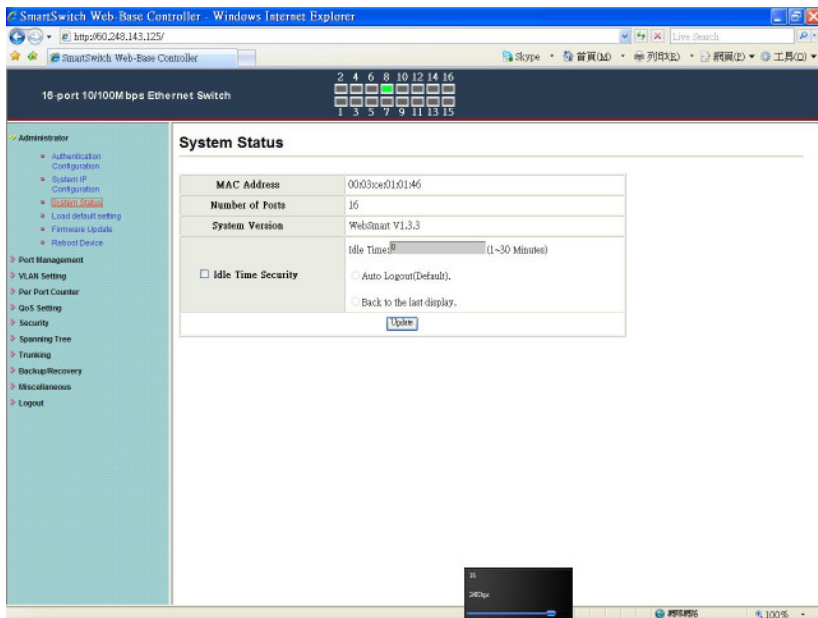 SmartSwitch Web-Base Controller - Windows Internet Explorer
http://60.248.143.125/
Live Search
SmartSwitch Web-Base Controller
Skype
首頁(M)
列印(R)
網頁(P)
工具(O)
16-port 10/100Mbps Ethernet Switch
2 4 6 8 10 12 14 16
1 3 5 7 9 11 13 15
Administrator
Authentication
Configuration
System IP
Configuration
System Status
Load default setting
Firmware Update
Reboot Device
Port Management
VLAN Setting
Per Port Counter
QoS Setting
Security
Spanning Tree
Trunking
Backup/Recovery
Miscellaneous
Logout
System Status
MAC Address 00:03:ce:01:01:46
Number of Ports 16
System Version WebSmart V1.3.3
Idle Time Security
Idle Time: 0 (1~30 Minutes)
Auto Logout(Default).
Back to the last display.
Update
網際網路
100%